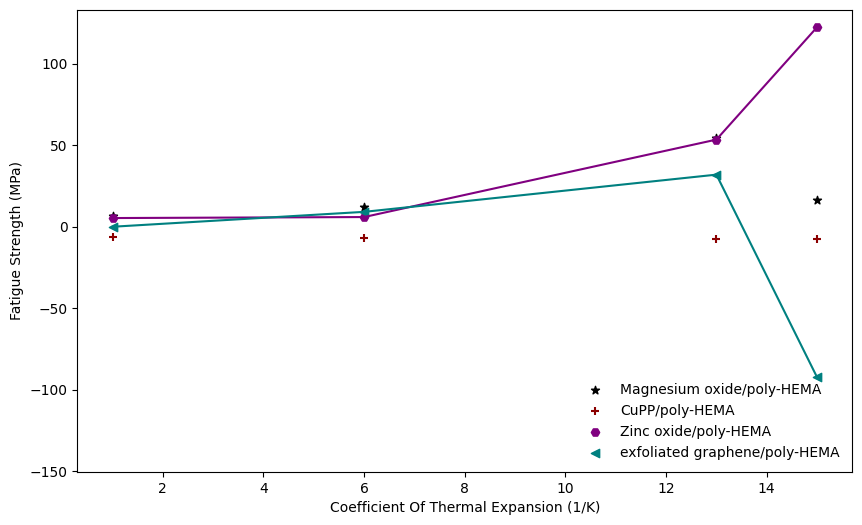 100
50
0
−50
−100
−150
Fatigue Strength (MPa)
Magnesium oxide/poly-HEMA
CuPP/poly-HEMA
Zinc oxide/poly-HEMA
exfoliated graphene/poly-HEMA
2 4 6 8 10 12 14
Coefficient Of Thermal Expansion (1/K)